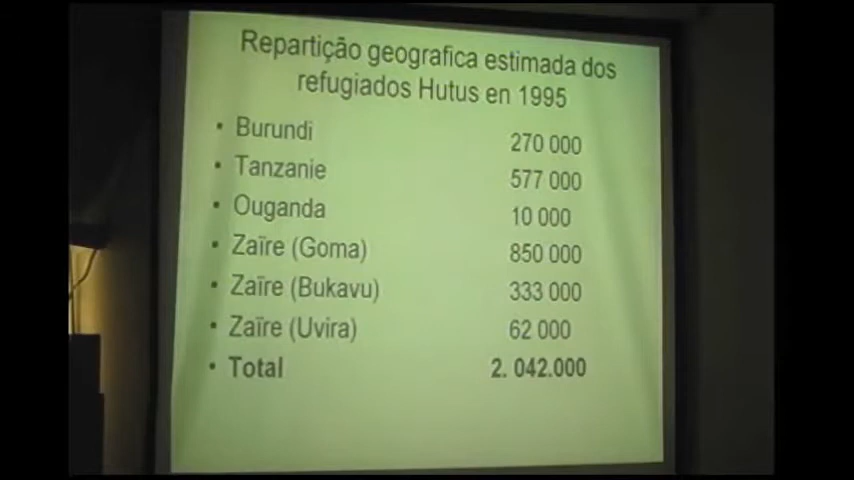 Repartição geografica estimada dos
refugiados Hutus en 1995
• Burundi 270 000
• Tanzanie 577 000
• Ouganda 10 000
• Zaïre (Goma) 850 000
• Zaïre (Bukavu) 333 000
• Zaïre (Uvira) 62 000
• Total 2. 042.000